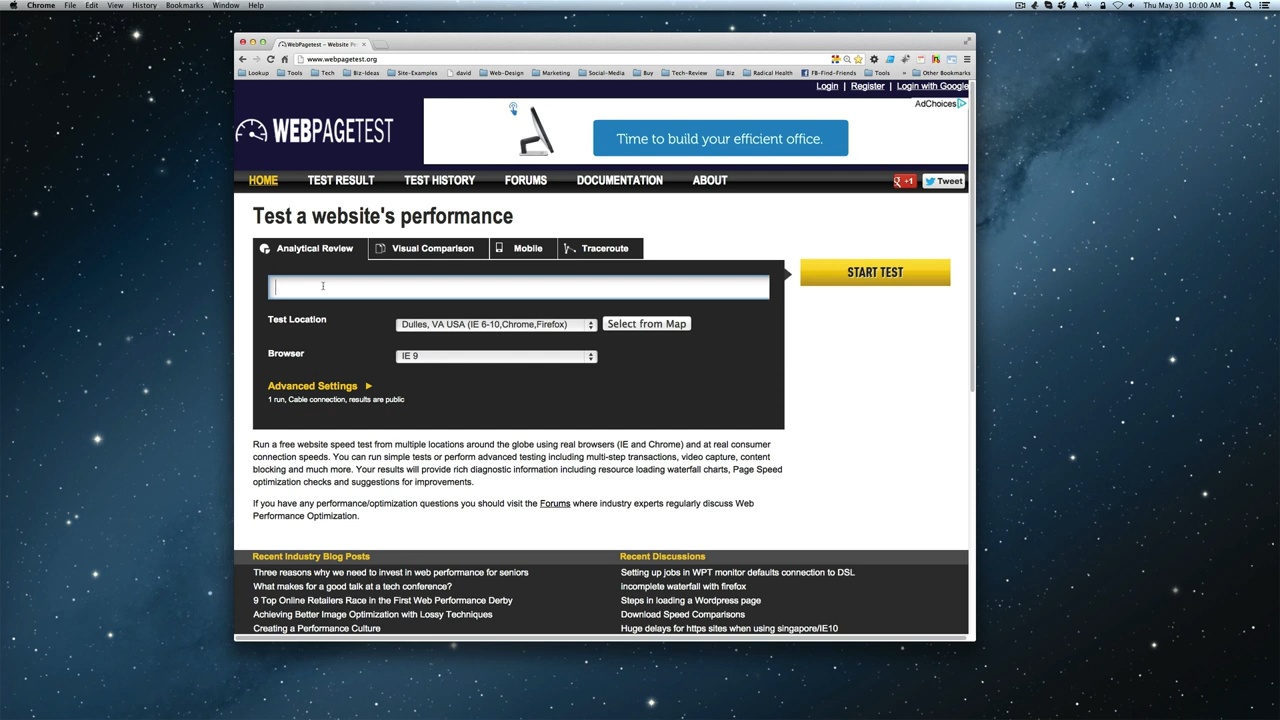 Chrome File Edit View History Bookmarks Window Help Thu May 30 10:00 AM
WebPagetest – Website Pe
www.webpagetest.org
Lookup Tools Tech Biz-Ideas Site-Examples david Web-Design Marketing Social-Media Buy Tech-Review Biz Radical Health FB-Find-Friends Tools » Other Bookmarks
Login | Register | Login with Google
AdChoices
WEBPAGETEST
Time to build your efficient office.
HOME TEST RESULT TEST HISTORY FORUMS DOCUMENTATION ABOUT
+1 Tweet
Test a website's performance
Analytical Review Visual Comparison Mobile Traceroute
START TEST
Test Location Dulles, VA USA (IE 6-10,Chrome,Firefox) Select from Map
Browser IE 9
Advanced Settings ►
1 run, Cable connection, results are public
Run a free website speed test from multiple locations around the globe using real browsers (IE and Chrome) and at real consumer
connection speeds. You can run simple tests or perform advanced testing including multi-step transactions, video capture, content
blocking and much more. Your results will provide rich diagnostic information including resource loading waterfall charts, Page Speed
optimization checks and suggestions for improvements.
If you have any performance/optimization questions you should visit the Forums where industry experts regularly discuss Web
Performance Optimization.
Recent Industry Blog Posts
Three reasons why we need to invest in web performance for seniors
What makes for a good talk at a tech conference?
9 Top Online Retailers Race in the First Web Performance Derby
Achieving Better Image Optimization with Lossy Techniques
Creating a Performance Culture
Recent Discussions
Setting up jobs in WPT monitor defaults connection to DSL
incomplete waterfall with firefox
Steps in loading a Wordpress page
Download Speed Comparisons
Huge delays for https sites when using singapore/IE10